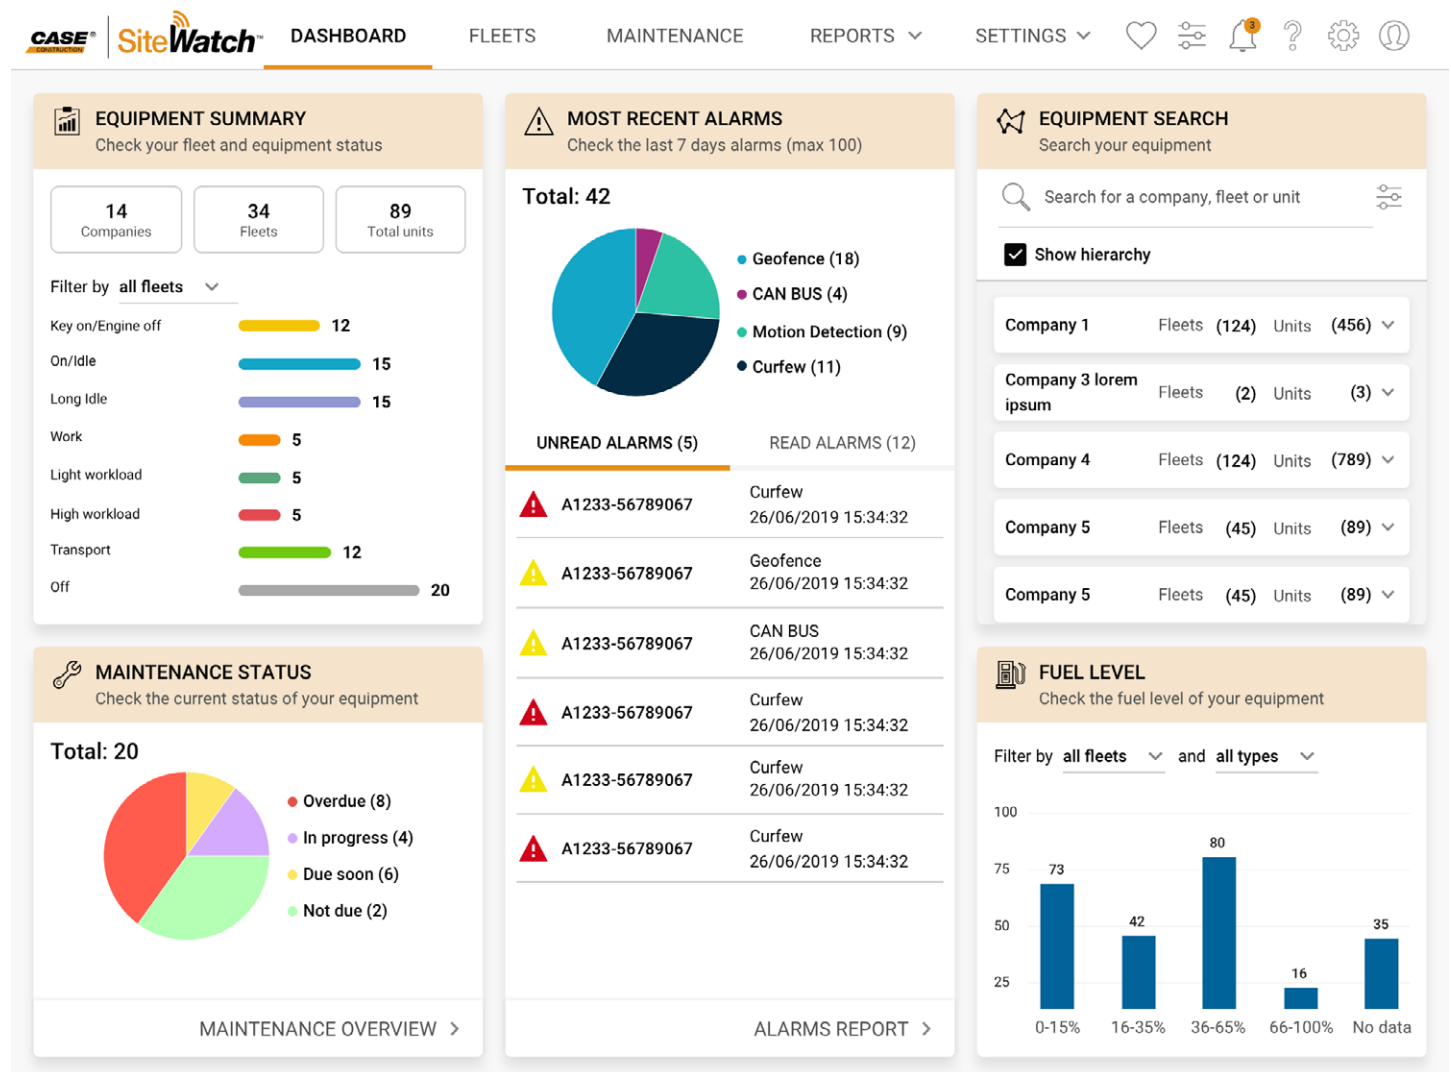 CASE®
CONSTRUCTION
SiteWatch™
DASHBOARD
FLEETS
MAINTENANCE
REPORTS
SETTINGS
3
EQUIPMENT SUMMARY
Check your fleet and equipment status
14
Companies
34
Fleets
89
Total units
Filter by all fleets
Key on/Engine off 12
On/Idle 15
Long Idle 15
Work 5
Light workload 5
High workload 5
Transport 12
Off 20
MAINTENANCE STATUS
Check the current status of your equipment
Total: 20
Overdue (8)
In progress (4)
Due soon (6)
Not due (2)
MAINTENANCE OVERVIEW
MOST RECENT ALARMS
Check the last 7 days alarms (max 100)
Total: 42
Geofence (18)
CAN BUS (4)
Motion Detection (9)
Curfew (11)
UNREAD ALARMS (5)
READ ALARMS (12)
A1233-56789067
Curfew
26/06/2019 15:34:32
A1233-56789067
Geofence
26/06/2019 15:34:32
A1233-56789067
CAN BUS
26/06/2019 15:34:32
A1233-56789067
Curfew
26/06/2019 15:34:32
A1233-56789067
Curfew
26/06/2019 15:34:32
A1233-56789067
Curfew
26/06/2019 15:34:32
ALARMS REPORT
EQUIPMENT SEARCH
Search your equipment
Search for a company, fleet or unit
Show hierarchy
Company 1 Fleets (124) Units (456)
Company 3 lorem
ipsum
Fleets (2) Units (3)
Company 4 Fleets (124) Units (789)
Company 5 Fleets (45) Units (89)
Company 5 Fleets (45) Units (89)
FUEL LEVEL
Check the fuel level of your equipment
Filter by all fleets and all types
100
75
50
25
73
42
80
16
35
0-15%
16-35%
36-65%
66-100%
No data